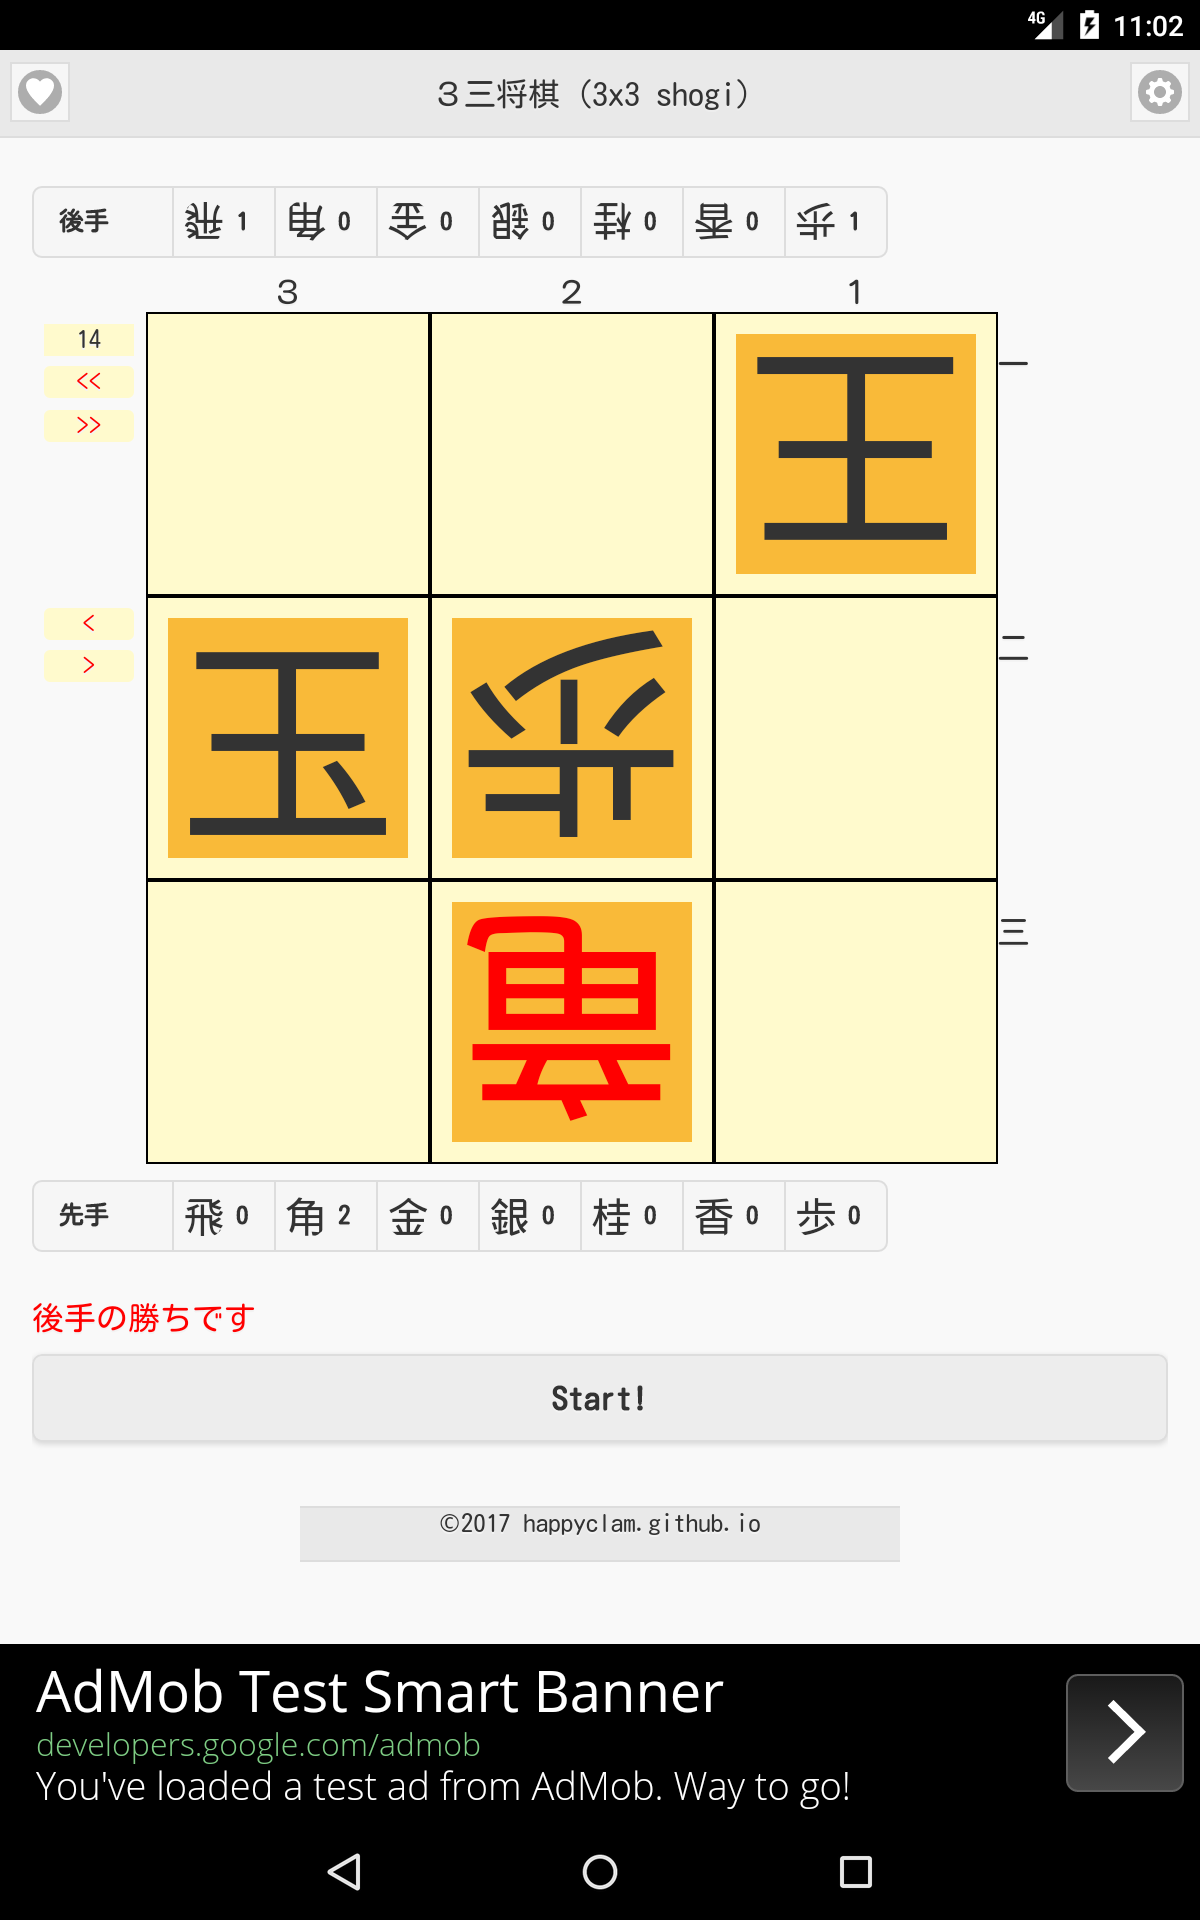 4G 11:02
３三将棋 (3x3 shogi)
後手 飛 1 角 0 金 0 銀 0 桂 0 香 0 歩 1
3 2 1
14
<<
>>
王 一
<
>
玉 歩 二
竜 三
先手 飛 0 角 2 金 0 銀 0 桂 0 香 0 歩 0
後手の勝ちです
Start!
©2017 happyclam.github.io
AdMob Test Smart Banner
developers.google.com/admob
You've loaded a test ad from AdMob. Way to go!